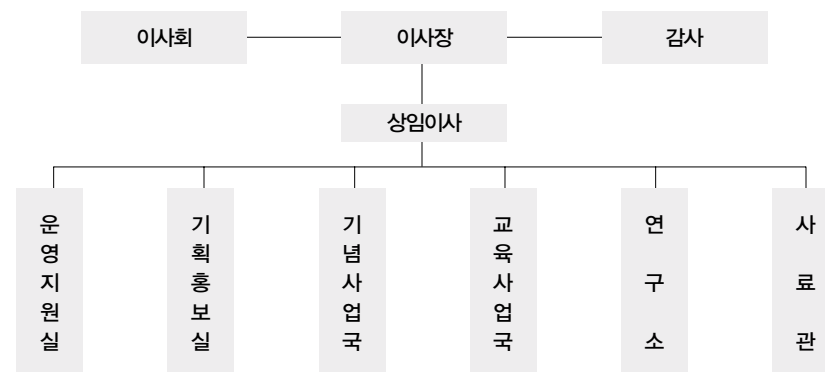 이사회
이사장
감사
상임이사
운영지원실
기획홍보실
기념사업국
교육사업국
연구소
사료관